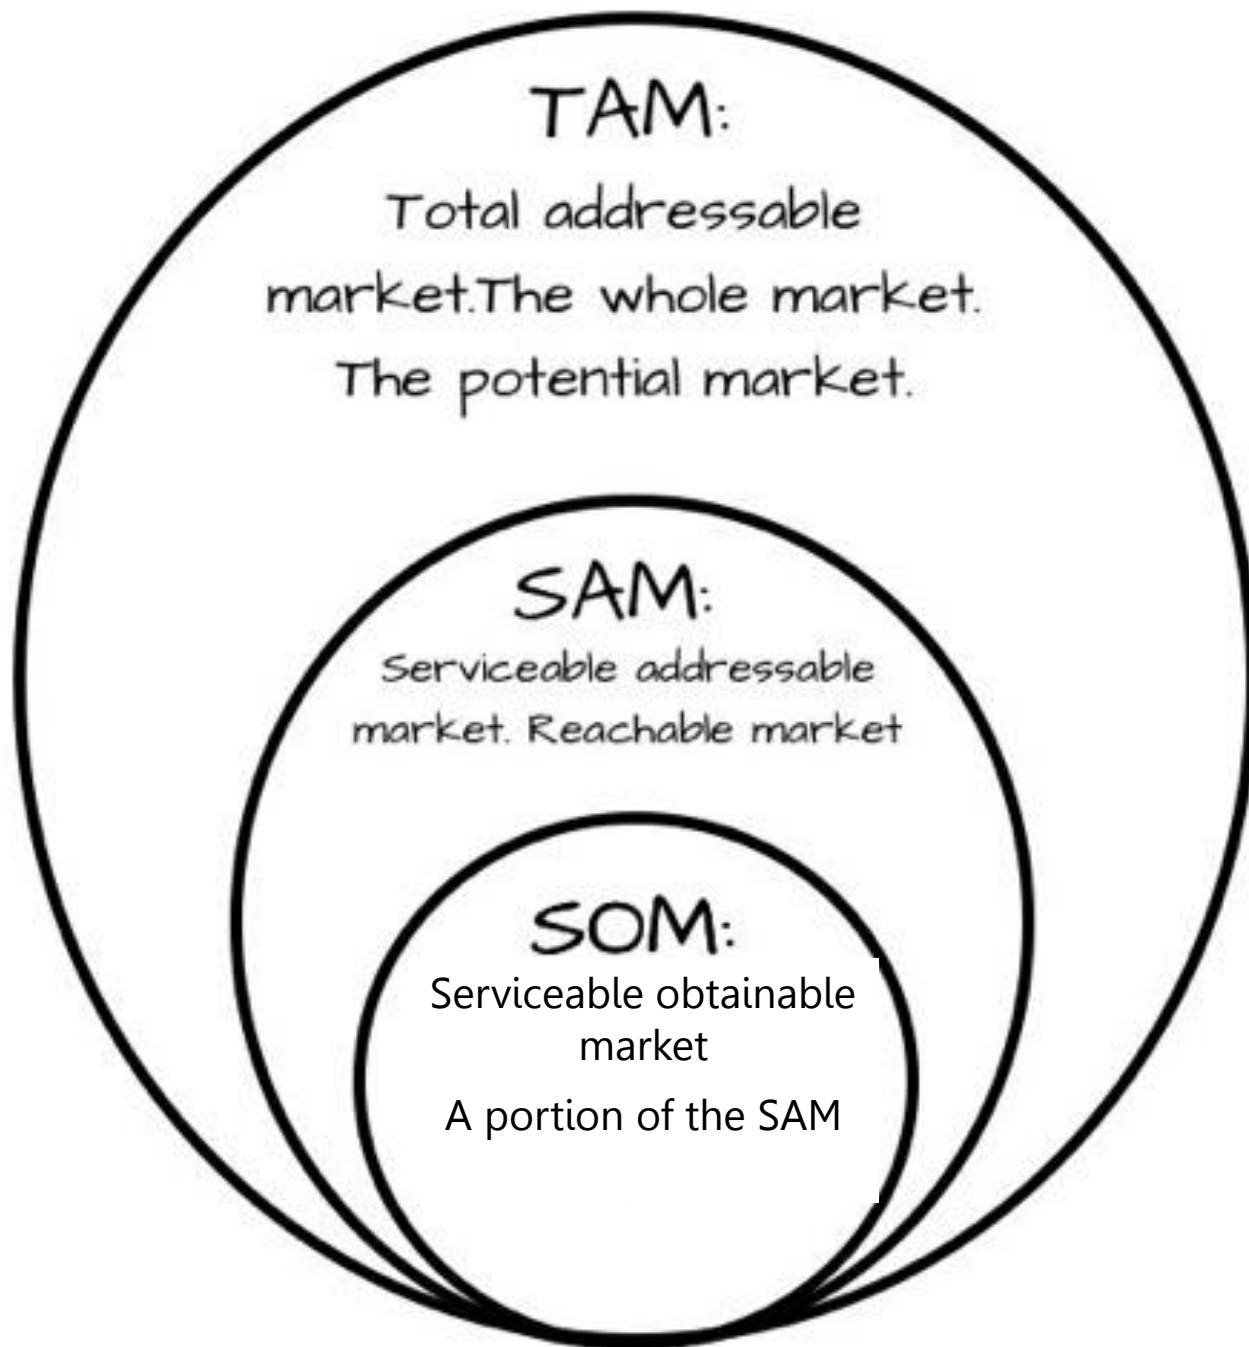 TAM:
Total addressable
market.The whole market.
The potential market.
SAM:
Serviceable addressable
market. Reachable market
SOM:
Serviceable obtainable
market
A portion of the SAM